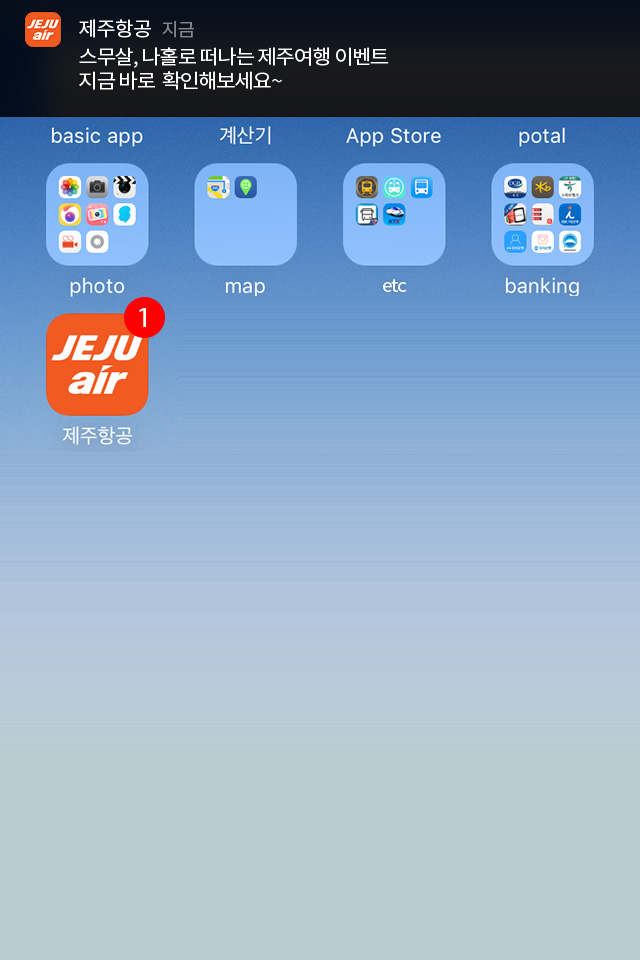 JEJU
air
제주항공 지금
스무살, 나홀로 떠나는 제주여행 이벤트
지금 바로 확인해보세요~
basic app 계산기 App Store potal
photo map etc banking
1
JEJU
air
제주항공